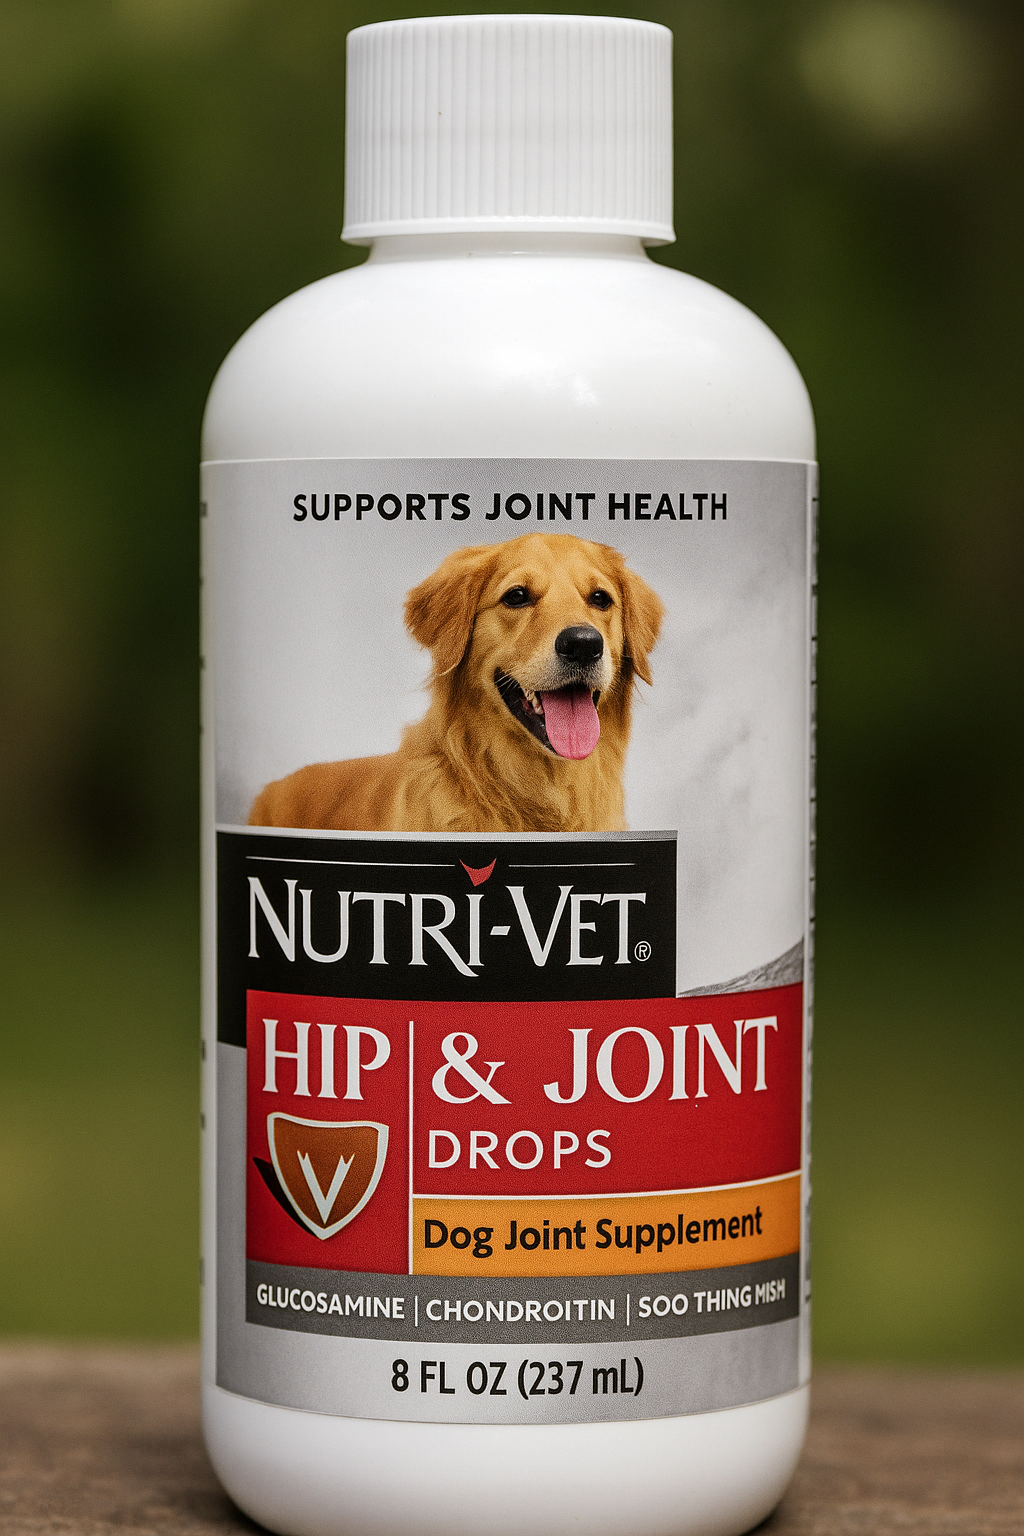 SUPPORTS JOINT HEALTH
NUTRI-VET®
HIP & JOINT
V
DROPS
Dog Joint Supplement
GLUCOSAMINE | CHONDROITIN | SOO THING MISH
8 FL OZ (237 mL)